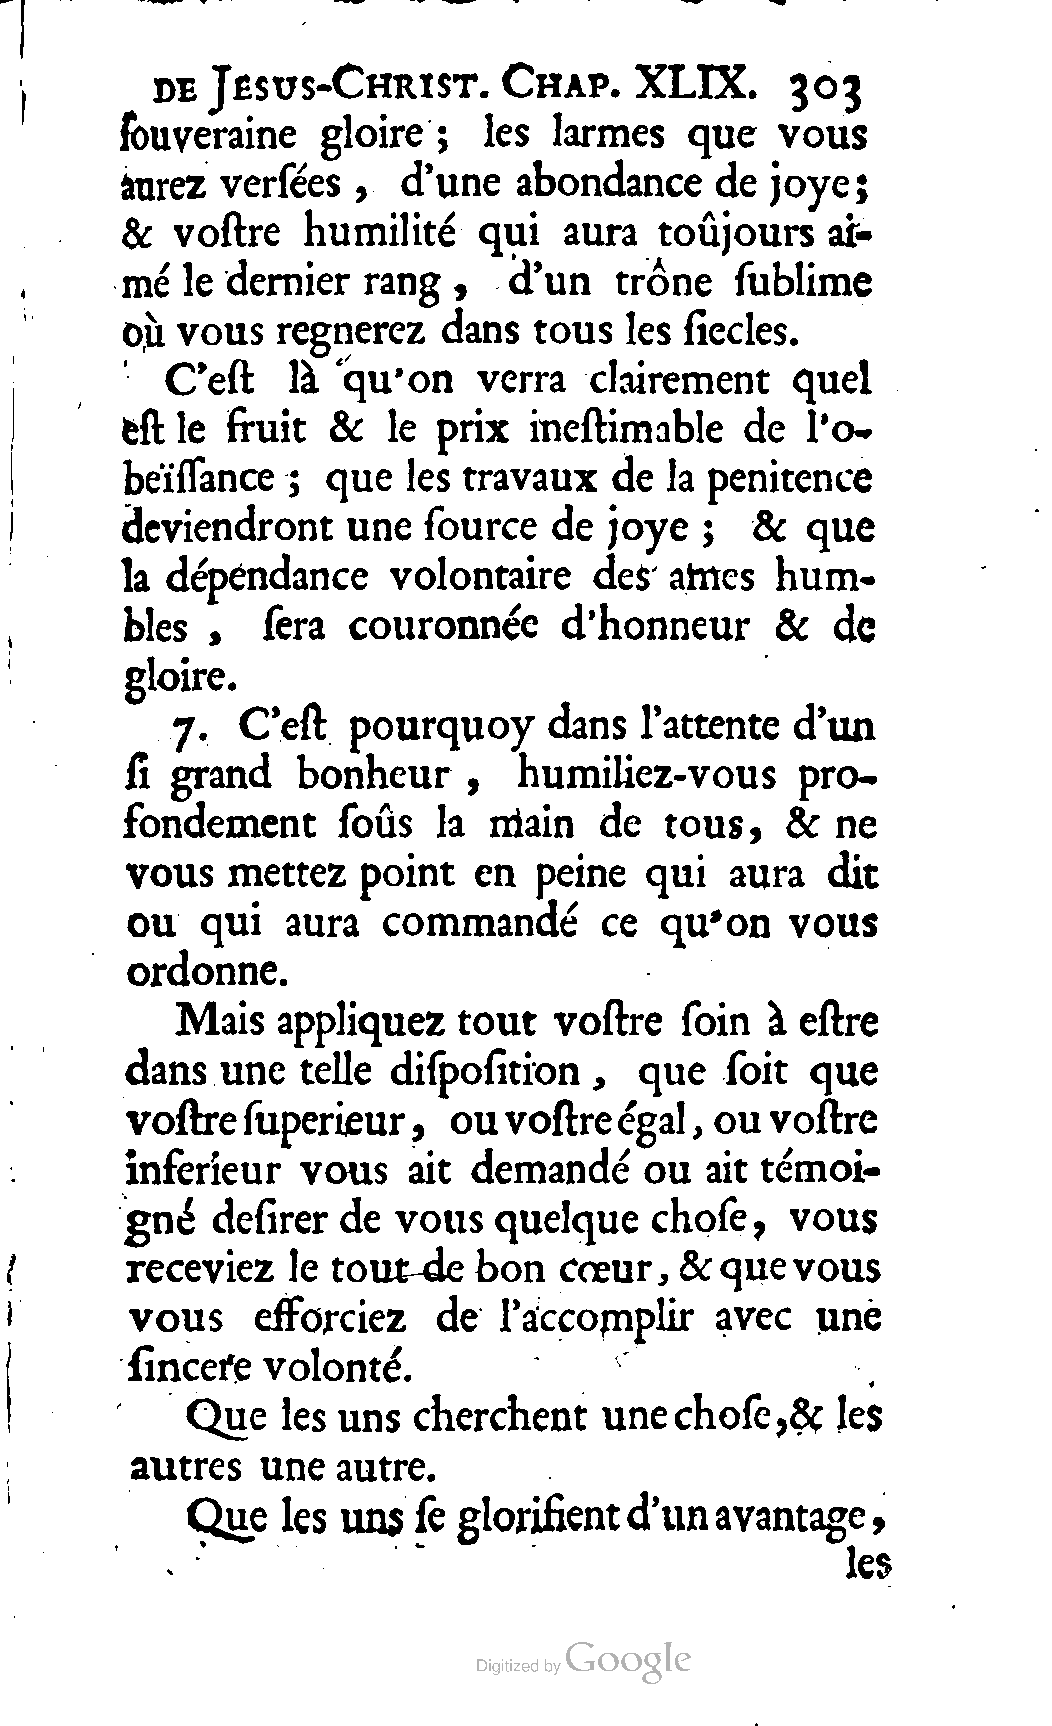 DE JESUS-CHRIST. CHAP. XLIX. 303
ſouveraine gloire ; les larmes que vous
aurez verſées , d'une abondance de joye ;
& voſtre humilité qui aura toûjours ai-
mé le dernier rang , d'un trône ſublime
où vous regnerez dans tous les ſiecles.
C'eſt là qu'on verra clairement quel
eſt le fruit & le prix ineſtimable de l'o-
beïſſance ; que les travaux de la penitence
deviendront une ſource de joye ; & que
la dépendance volontaire des ames hum-
bles , ſera couronnée d'honneur & de
gloire.
7. C'eſt pourquoy dans l'attente d'un
ſi grand bonheur , humiliez-vous pro-
fondement ſoûs la main de tous, & ne
vous mettez point en peine qui aura dit
ou qui aura commandé ce qu'on vous
ordonne.
Mais appliquez tout voſtre ſoin à eſtre
dans une telle diſpoſition , que ſoit que
voſtre ſuperieur , ou voſtre égal , ou voſtre
inferieur vous ait demandé ou ait témoi-
gné deſirer de vous quelque choſe, vous
receviez le tout de bon cœur, & que vous
vous efforciez de l'accomplir avec une
ſincere volonté.
Que les uns cherchent une choſe, & les
autres une autre.
Que les uns ſe glorifient d'un avantage ,
les
Digitized by Google